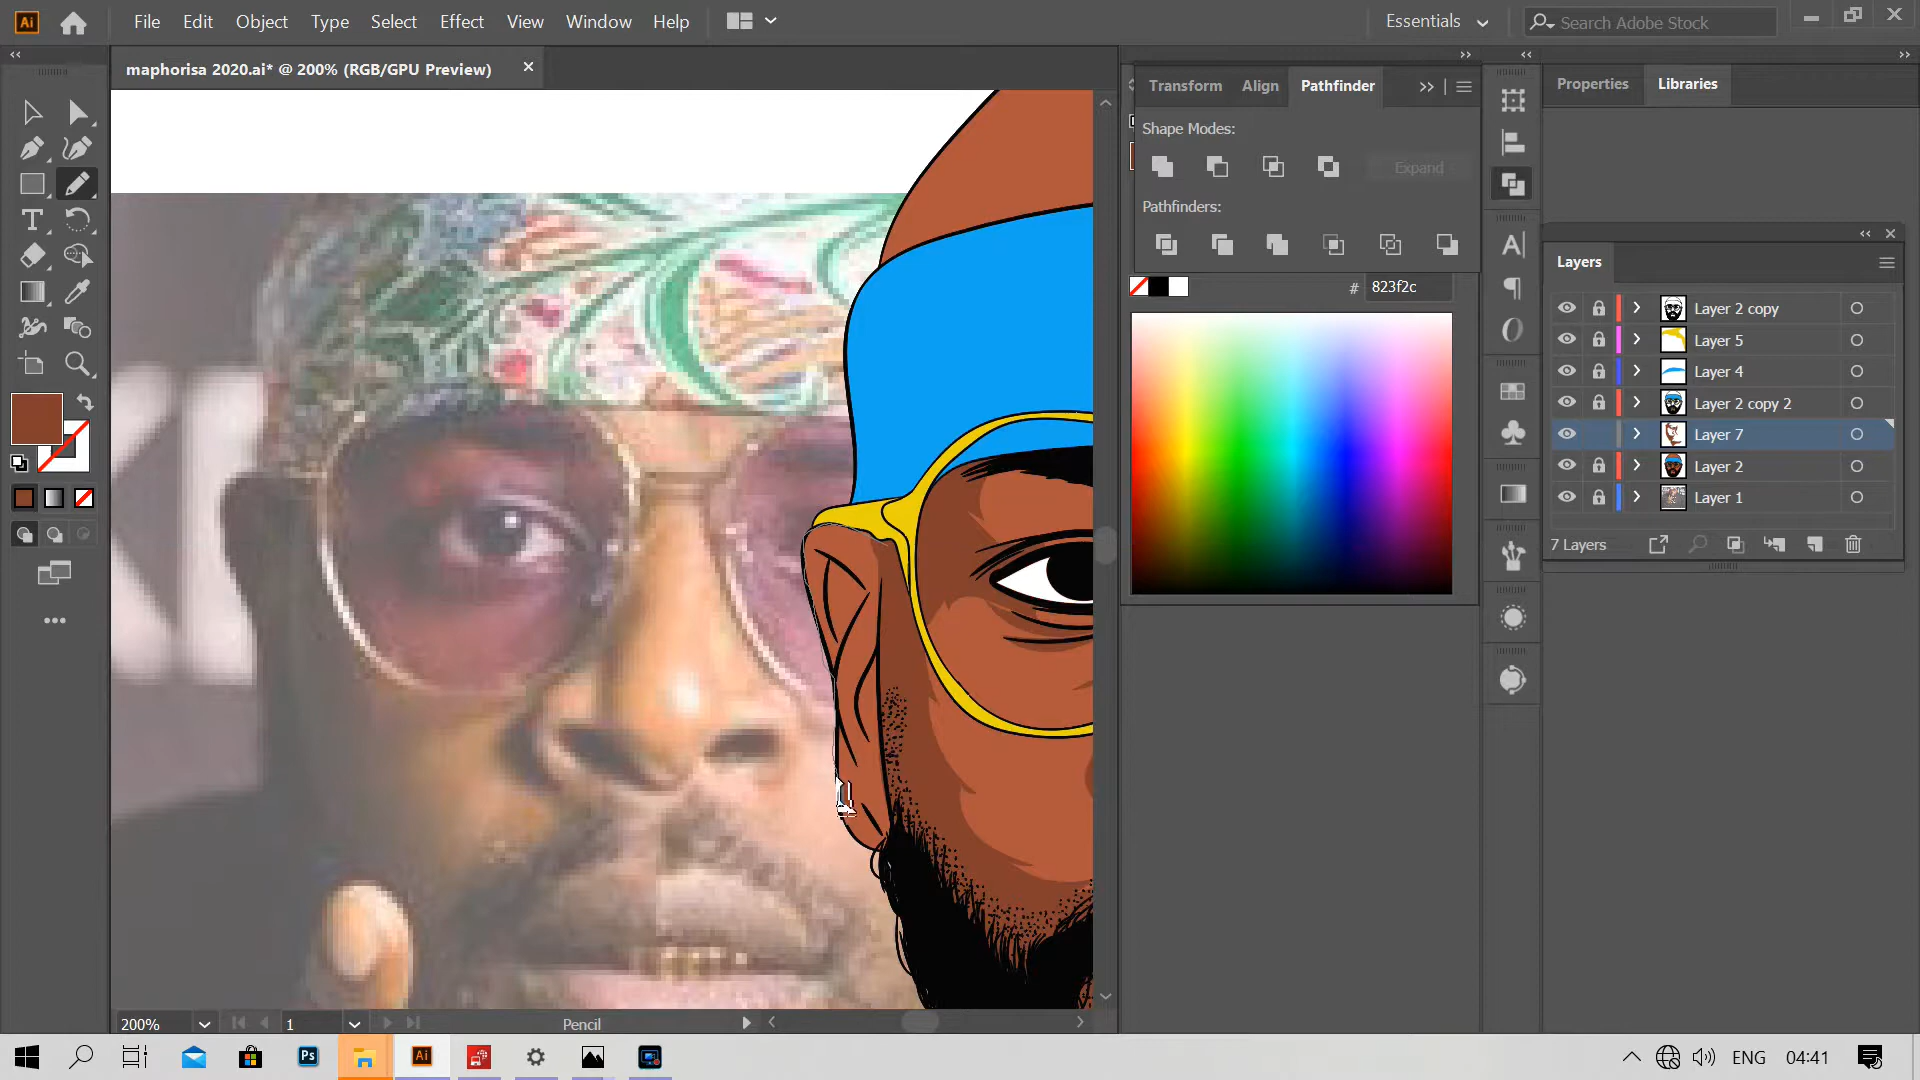 Ai File Edit Object Type Select Effect View Window Help Essentials Search Adobe Stock
maphorisa 2020.ai* @ 200% (RGB/GPU Preview)
Transform Align Pathfinder
Properties Libraries
Shape Modes:
Expand
Pathfinders:
# 823f2c
Layers
Layer 2 copy
Layer 5
Layer 4
Layer 2 copy 2
Layer 7
Layer 2
Layer 1
7 Layers
200% 1 Pencil
Ps Ai ENG 04:41